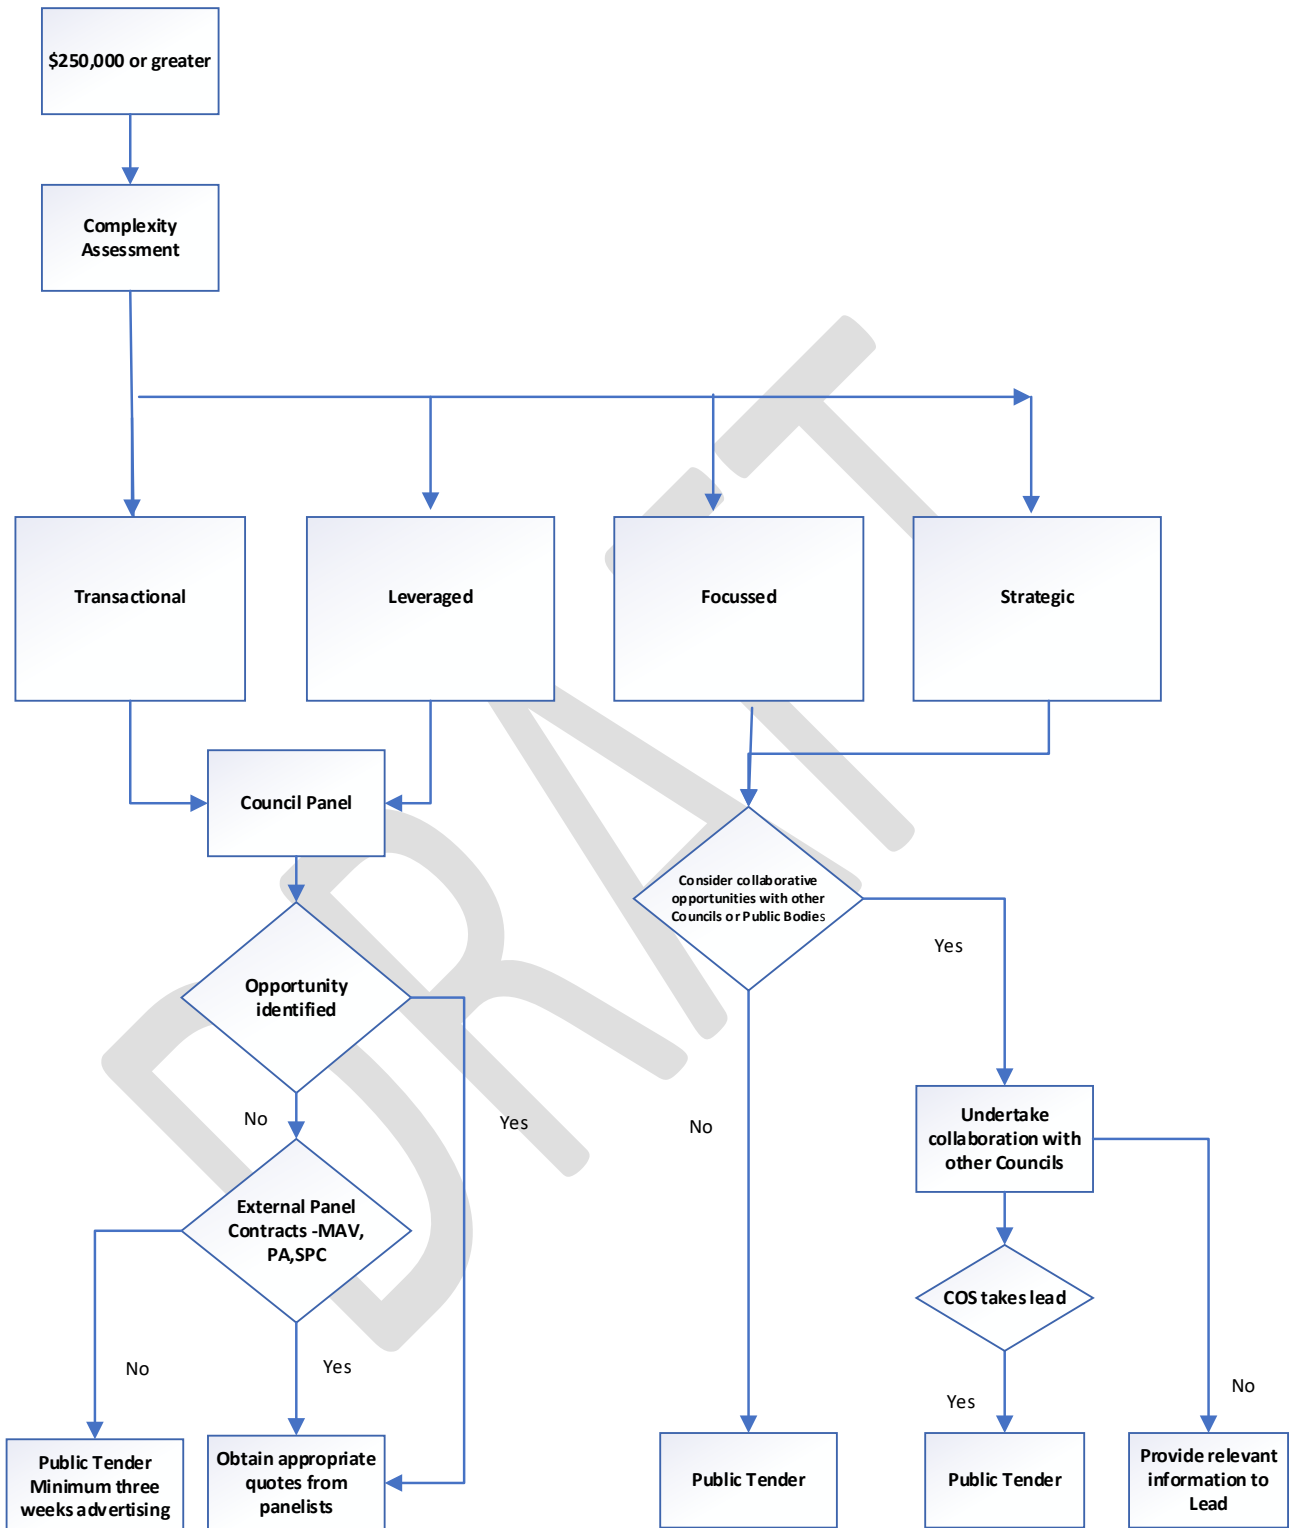 $250,000 or greater
Complexity
Assessment
Transactional
Leveraged
Focussed
Strategic
Council Panel
Consider collaborative
opportunities with other
Councils or Public Bodies
Yes
Opportunity
identified
No
Yes
No
Undertake
collaboration with
other Councils
External Panel
Contracts -MAV,
PA,SPC
COS takes lead
No
Yes
Yes
No
Public Tender
Minimum three
weeks advertising
Obtain appropriate
quotes from
panelists
Public Tender
Public Tender
Provide relevant
information to
Lead
DRAFT